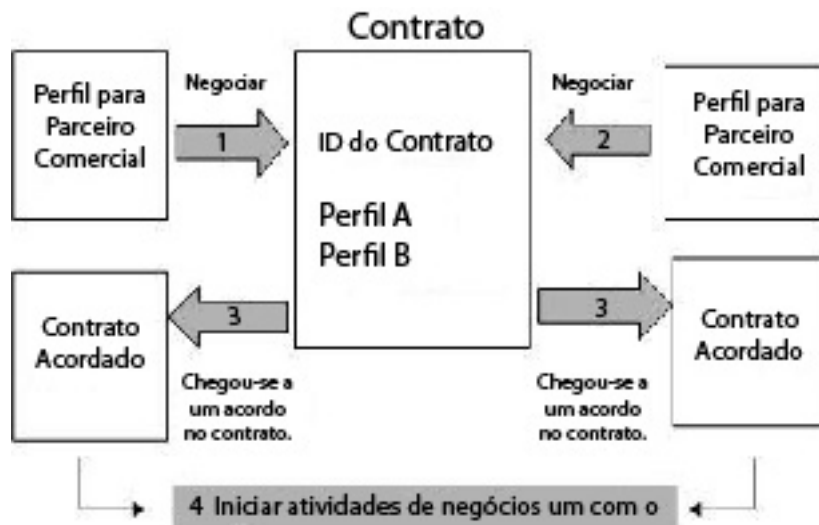 Contrato
Perfil para
Parceiro
Comercial
Negociar
1
ID do Contrato
Perfil A
Perfil B
Negociar
2
Perfil para
Parceiro
Comercial
Contrato
Acordado
3
Chegou-se a
um acordo
no contrato.
3
Chegou-se a
um acordo
no contrato.
Contrato
Acordado
4 Iniciar atividades de negócios um com o